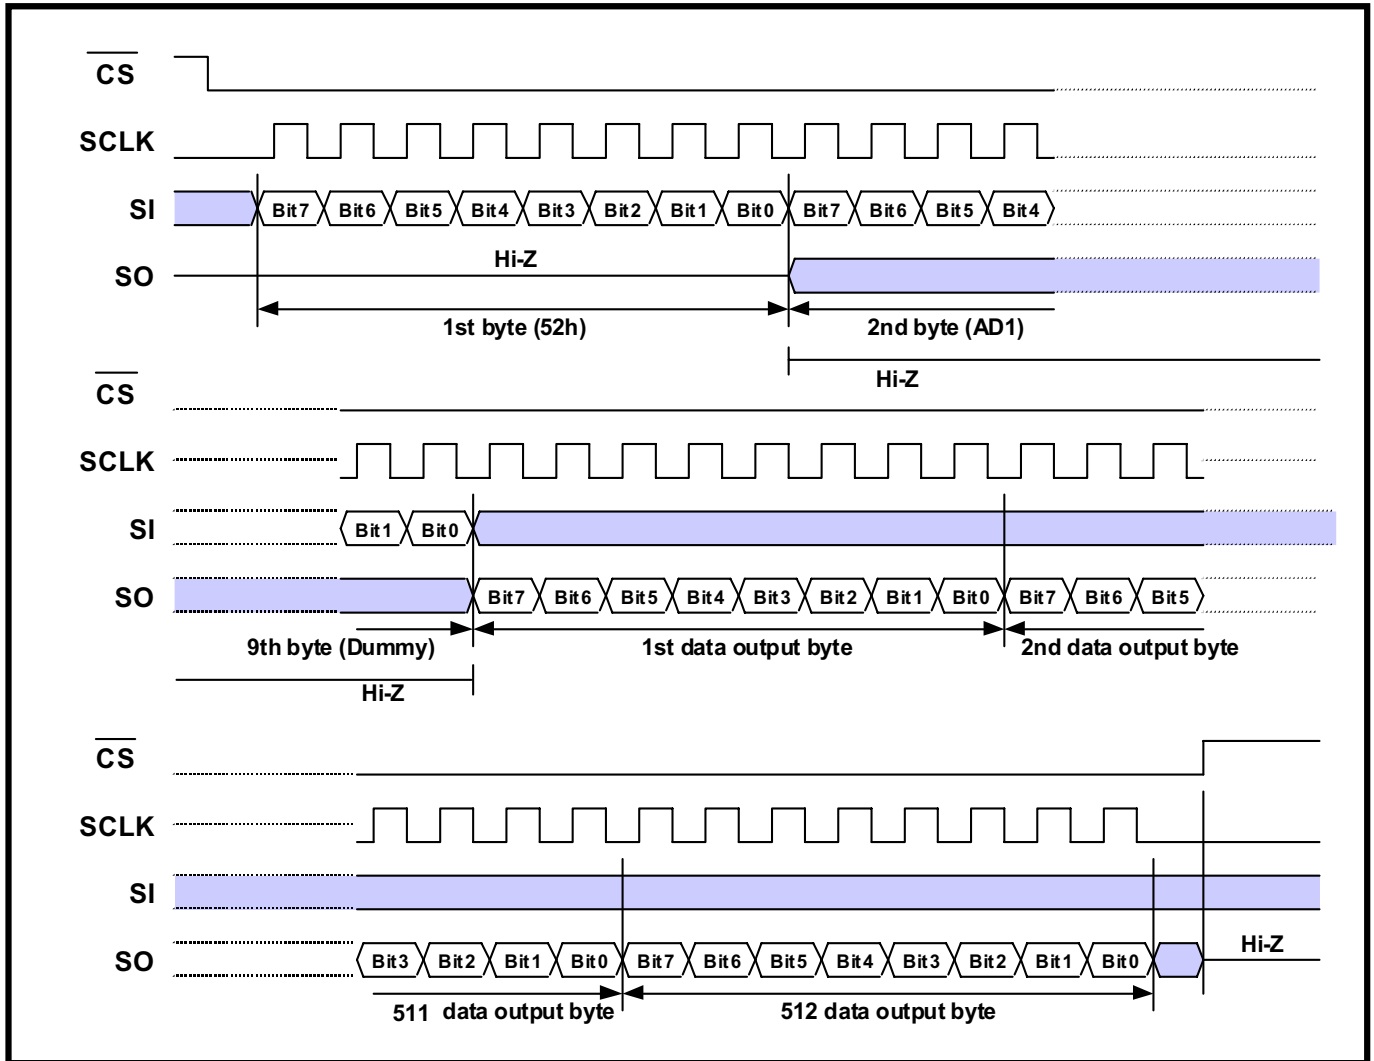 CS
SCLK
SI Bit7 Bit6 Bit5 Bit4 Bit3 Bit2 Bit1 Bit0 Bit7 Bit6 Bit5 Bit4
SO Hi-Z
1st byte (52h) 2nd byte (AD1)
Hi-Z
CS
SCLK
SI Bit1 Bit0
SO Bit7 Bit6 Bit5 Bit4 Bit3 Bit2 Bit1 Bit0 Bit7 Bit6 Bit5
9th byte (Dummy) 1st data output byte 2nd data output byte
Hi-Z
CS
SCLK
SI
SO Bit3 Bit2 Bit1 Bit0 Bit7 Bit6 Bit5 Bit4 Bit3 Bit2 Bit1 Bit0 Hi-Z
511 data output byte 512 data output byte